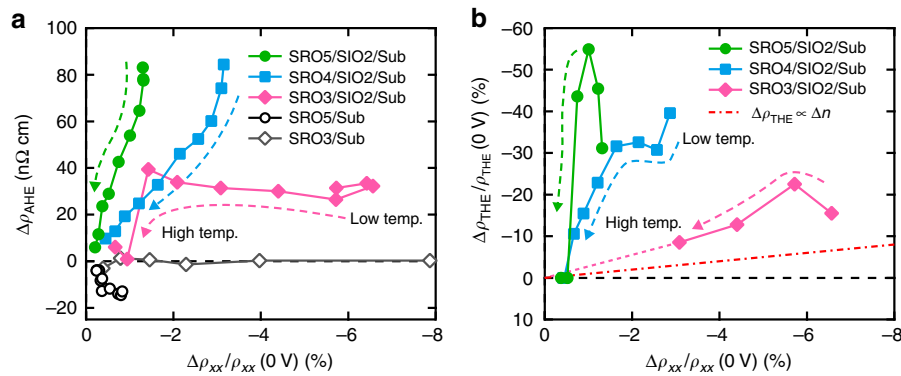 a
100
80
60
40
20
0
−20
Δρ_AHE (nΩ cm)
SRO5/SIO2/Sub
SRO4/SIO2/Sub
SRO3/SIO2/Sub
SRO5/Sub
SRO3/Sub
Low temp.
High temp.
0
−2
−4
−6
−8
Δρ_xx/ρ_xx (0 V) (%)
b
−60
−50
−40
−30
−20
−10
0
10
Δρ_THE/ρ_THE (0 V) (%)
SRO5/SIO2/Sub
SRO4/SIO2/Sub
SRO3/SIO2/Sub
Δρ_THE ∝ Δn
Low temp.
High temp.
0
−2
−4
−6
−8
Δρ_xx/ρ_xx (0 V) (%)